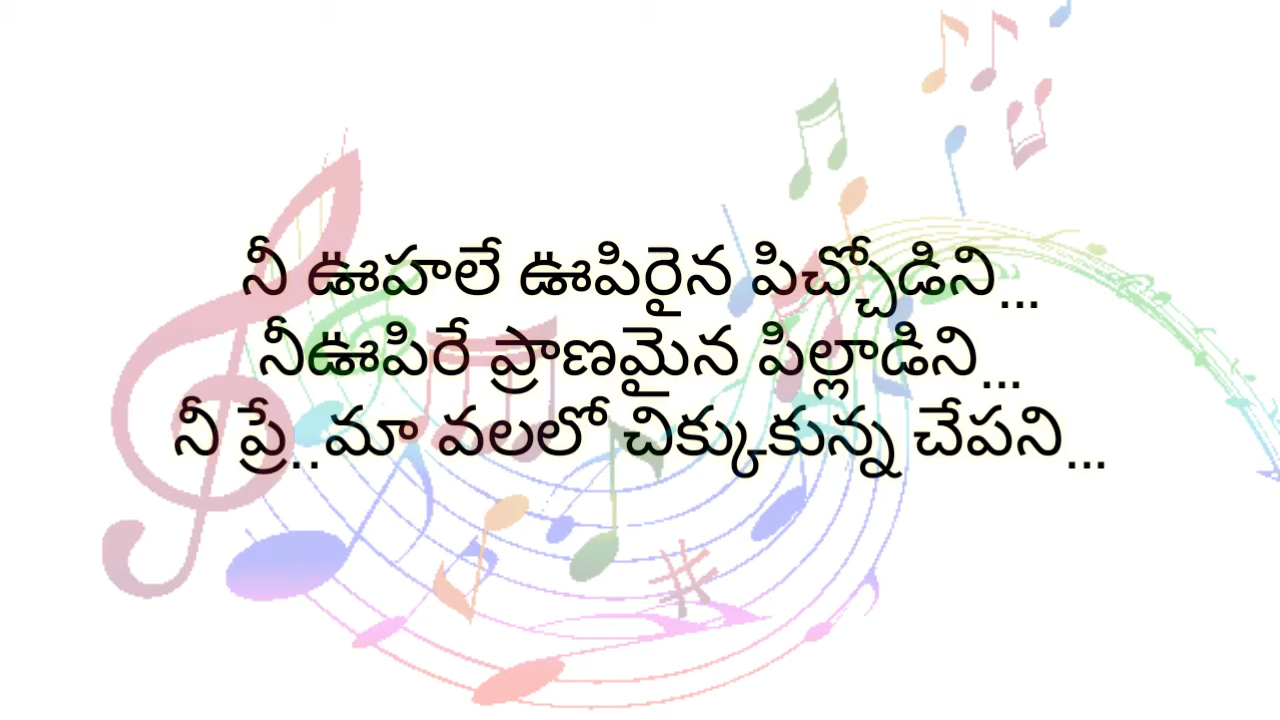 నీ ఊహలే ఊపిరైన పిచ్చోడిని...
నీఊపిరే ప్రాణమైన పిల్లాడిని...
నీ ప్రే..మా వలలో చిక్కుకున్న చేపని...